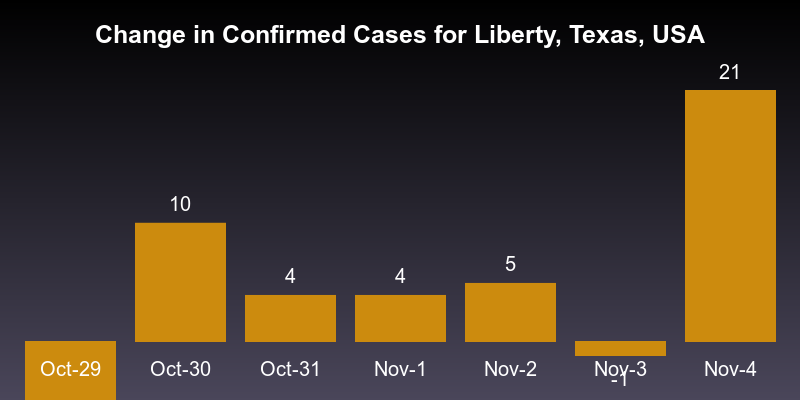 Change in Confirmed Cases for Liberty, Texas, USA
21
10
4
4
5
Oct-29
Oct-30
Oct-31
Nov-1
Nov-2
Nov-3
Nov-4
-1